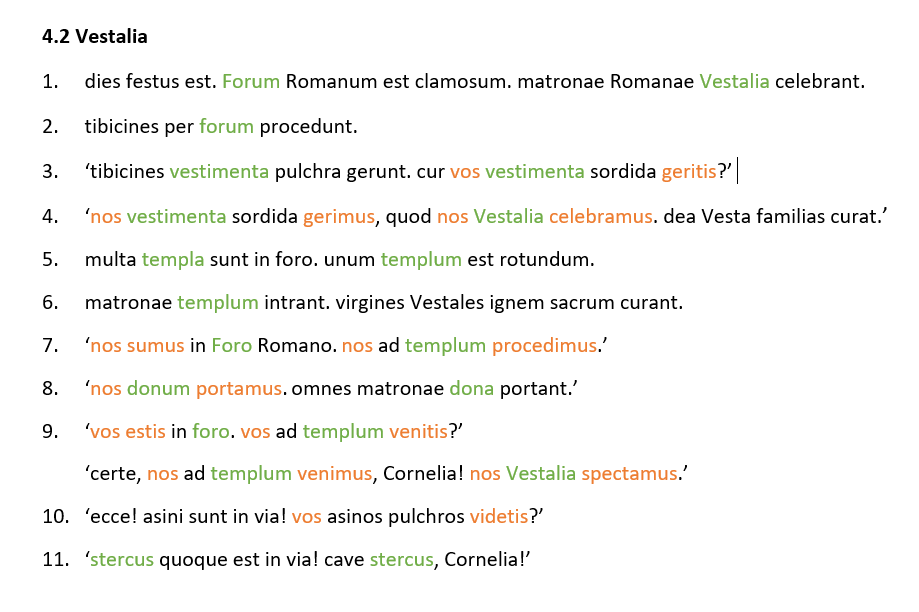 4.2 Vestalia
1. dies festus est. Forum Romanum est clamosum. matronae Romanae Vestalia celebrant.
2. tibicines per forum procedunt.
3. ‘tibicines vestimenta pulchra gerunt. cur vos vestimenta sordida geritis?’
4. ‘nos vestimenta sordida gerimus, quod nos Vestalia celebramus. dea Vesta familias curat.’
5. multa templa sunt in foro. unum templum est rotundum.
6. matronae templum intrant. virgines Vestales ignem sacrum curant.
7. ‘nos sumus in Foro Romano. nos ad templum procedimus.’
8. ‘nos donum portamus. omnes matronae dona portant.’
9. ‘vos estis in foro. vos ad templum venitis?’
‘certe, nos ad templum venimus, Cornelia! nos Vestalia spectamus.’
10. ‘ecce! asini sunt in via! vos asinos pulchros videtis?’
11. ‘stercus quoque est in via! cave stercus, Cornelia!’